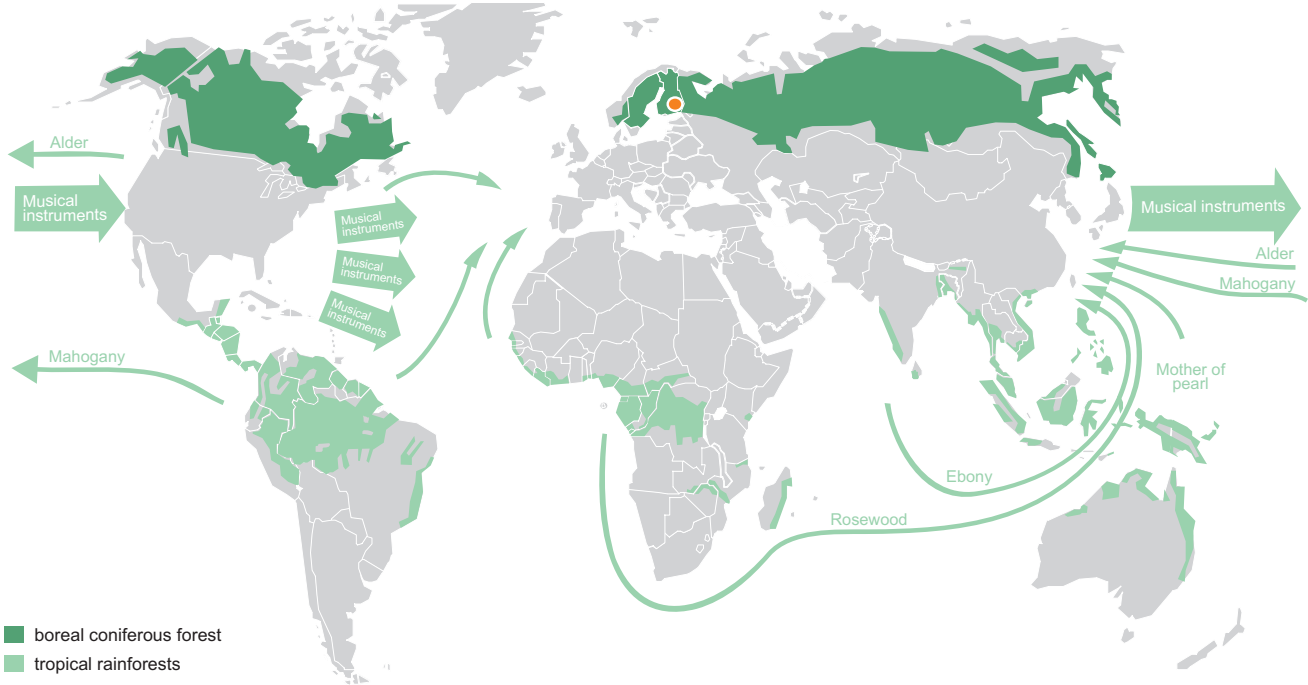 Alder
Musical
instruments
Musical
instruments
Musical
instruments
Musical
instruments
Mahogany
Musical instruments
Alder
Mahogany
Mother of
pearl
Ebony
Rosewood
boreal coniferous forest
tropical rainforests